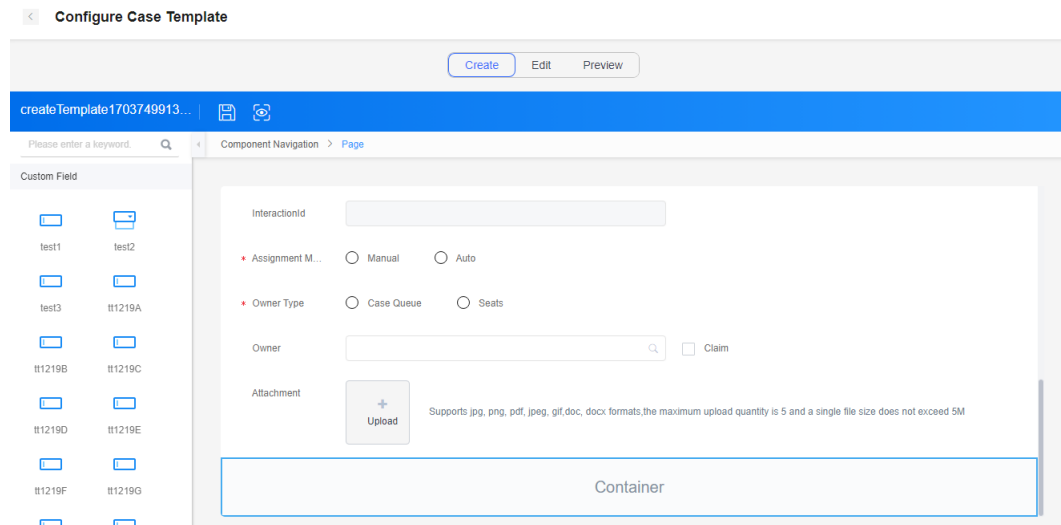 Configure Case Template
Create Edit Preview
createTemplate1703749913...
Please enter a keyword.
Component Navigation > Page
Custom Field
test1 test2
test3 tt1219A
tt1219B tt1219C
tt1219D tt1219E
tt1219F tt1219G
InteractionId
* Assignment M... Manual Auto
* Owner Type Case Queue Seats
Owner Claim
Attachment
+
Upload
Supports jpg, png, pdf, jpeg, gif,doc, docx formats,the maximum upload quantity is 5 and a single file size does not exceed 5M
Container